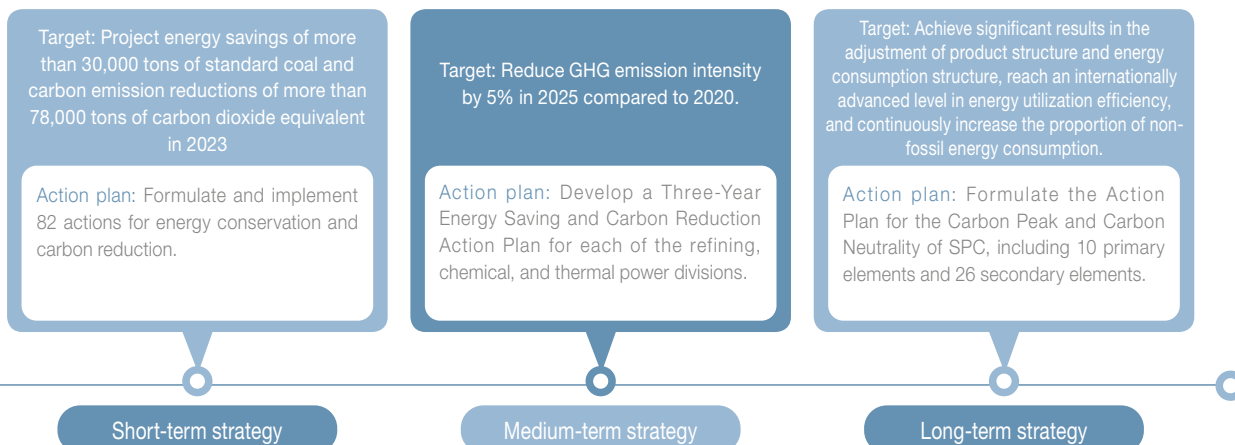 Target: Project energy savings of more
than 30,000 tons of standard coal and
carbon emission reductions of more than
78,000 tons of carbon dioxide equivalent
in 2023
Action plan: Formulate and implement
82 actions for energy conservation and
carbon reduction.
Short-term strategy
Target: Reduce GHG emission intensity
by 5% in 2025 compared to 2020.
Action plan: Develop a Three-Year
Energy Saving and Carbon Reduction
Action Plan for each of the refining,
chemical, and thermal power divisions.
Medium-term strategy
Target: Achieve significant results in the
adjustment of product structure and energy
consumption structure, reach an internationally
advanced level in energy utilization efficiency,
and continuously increase the proportion of non-
fossil energy consumption.
Action plan: Formulate the Action
Plan for the Carbon Peak and Carbon
Neutrality of SPC, including 10 primary
elements and 26 secondary elements.
Long-term strategy